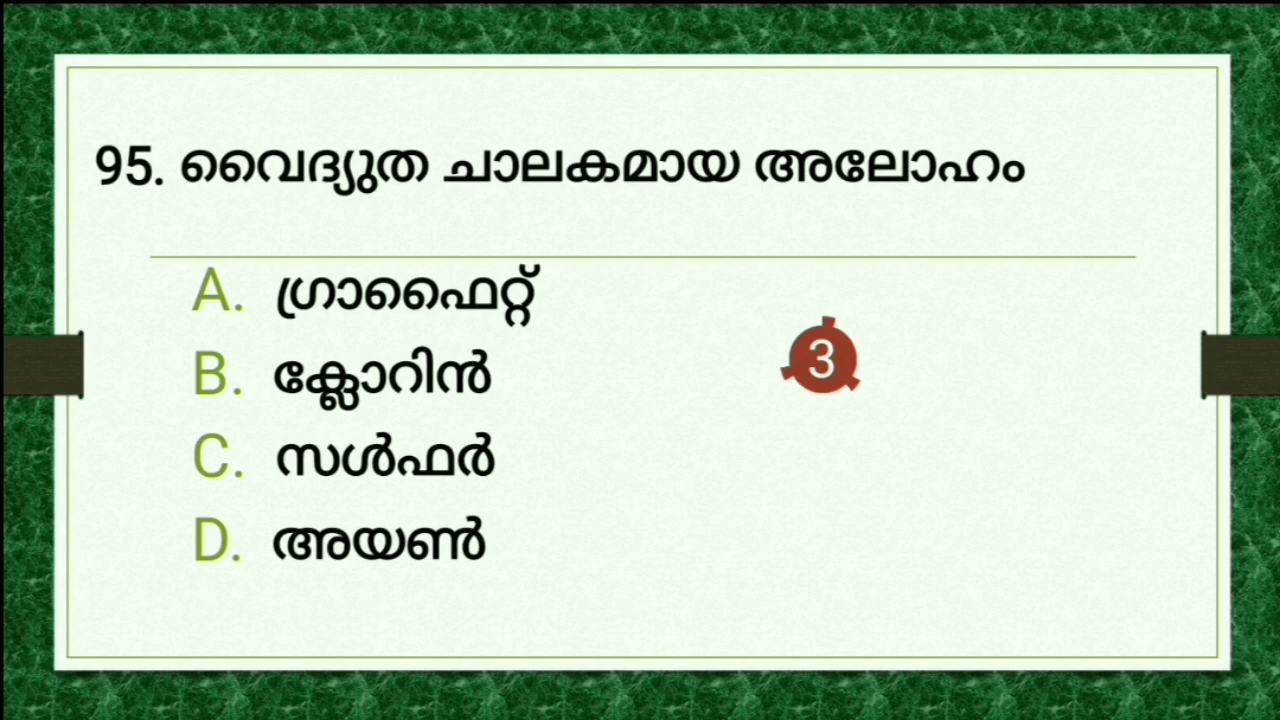 95. വൈദ്യുത ചാലകമായ അലോഹം
A. ഗ്രാഫൈറ്റ്
B. ക്ലോറിൻ
3
C. സൾഫർ
D. അയൺ